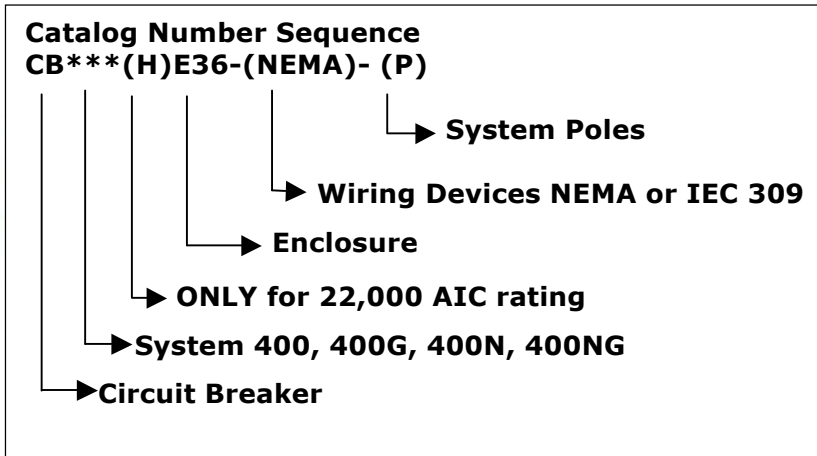 Catalog Number Sequence
CB***(H)E36-(NEMA)- (P)
System Poles
Wiring Devices NEMA or IEC 309
Enclosure
ONLY for 22,000 AIC rating
System 400, 400G, 400N, 400NG
Circuit Breaker